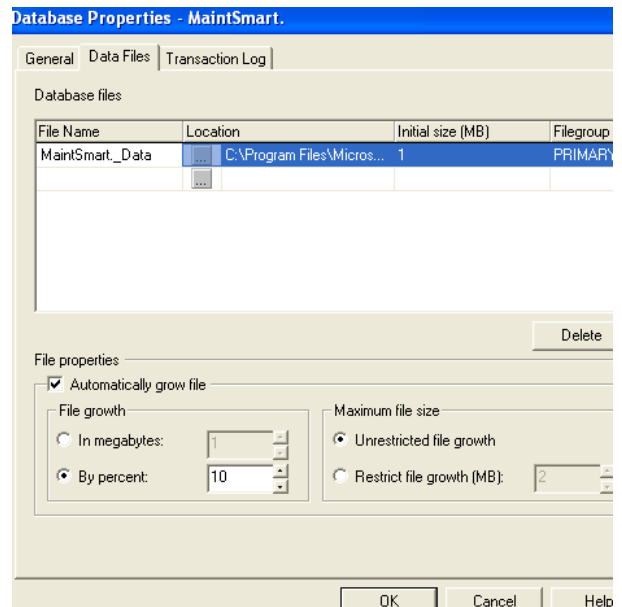 Database Properties - MaintSmart.
General Data Files Transaction Log
Database files
File Name Location Initial size (MB) Filegroup
MaintSmart._Data ... C:\Program Files\Micros... 1 PRIMARY
...
Delete
File properties
Automatically grow file
File growth Maximum file size
In megabytes: 1 Unrestricted file growth
By percent: 10 Restrict file growth (MB): 2
OK Cancel Help